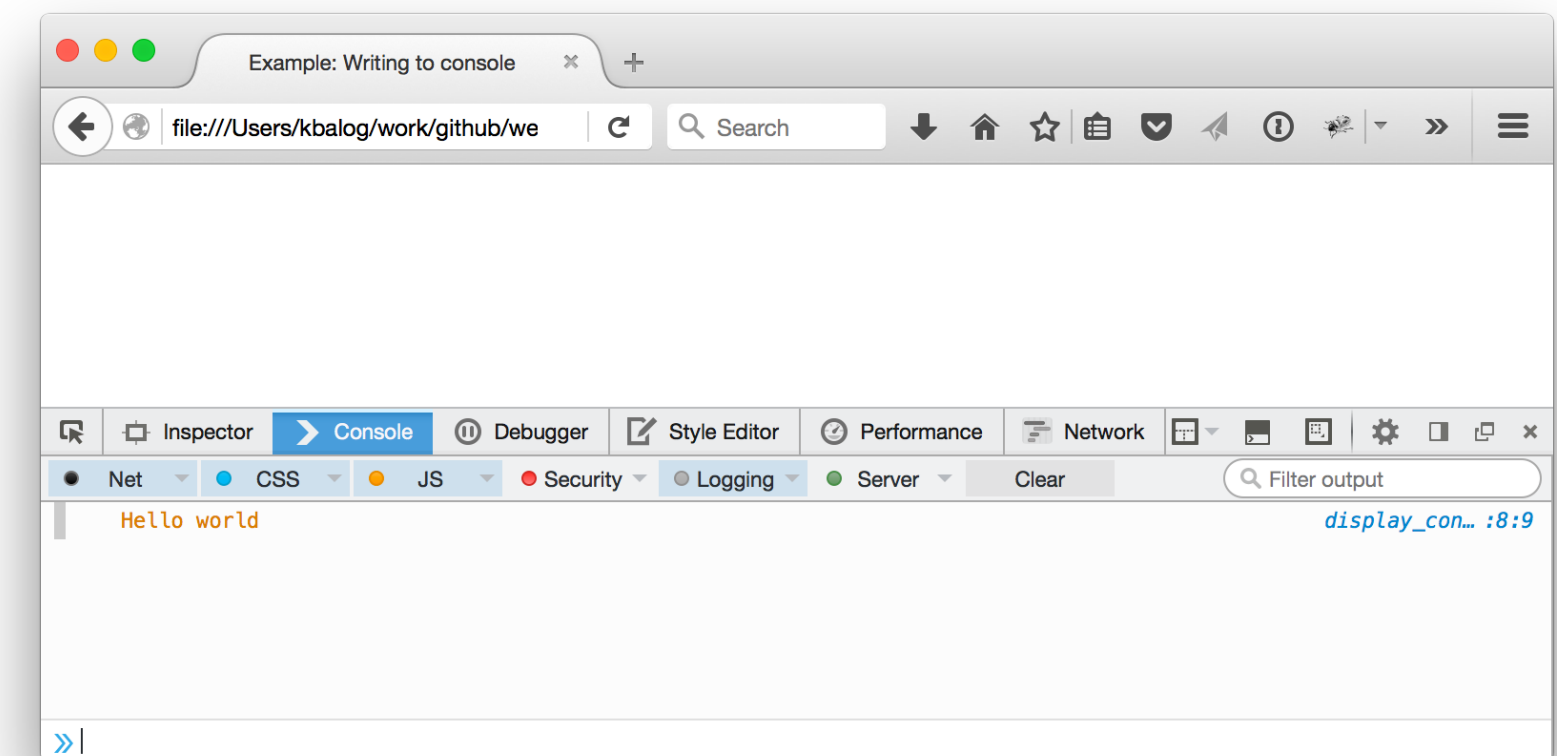 Example: Writing to console
file:///Users/kbalog/work/github/we
Search
Inspector Console Debugger Style Editor Performance Network
Net CSS JS Security Logging Server Clear Filter output
Hello world display_con… :8:9